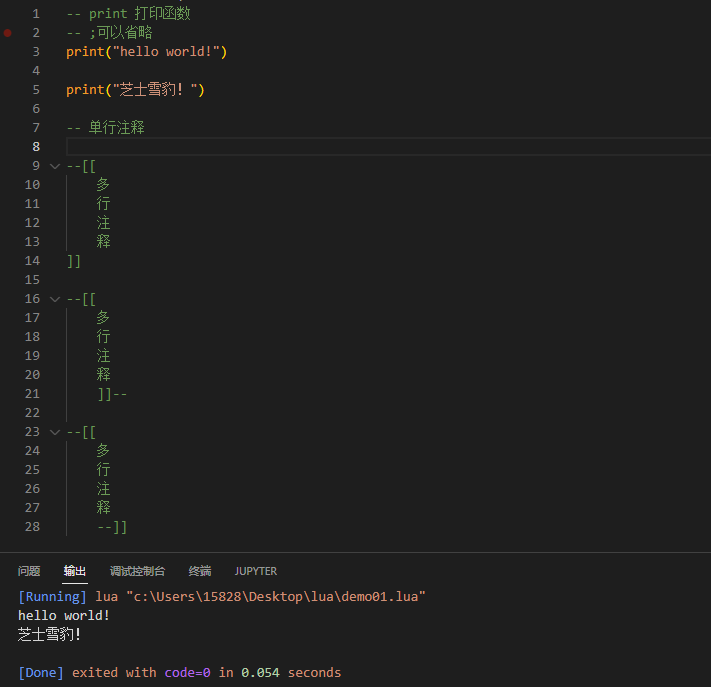 1 -- print 打印函数
2 -- ;可以省略
3 print("hello world!")
4
5 print("芝士雪豹！")
6
7 -- 单行注释
8
9 --[[
10 多
11 行
12 注
13 释
14 ]]
15
16 --[[
17 多
18 行
19 注
20 释
21 ]]--
22
23 --[[
24 多
25 行
26 注
27 释
28 --]]
问题 输出 调试控制台 终端 JUPYTER
[Running] lua "c:\Users\15828\Desktop\lua\demo01.lua"
hello world!
芝士雪豹！
[Done] exited with code=0 in 0.054 seconds